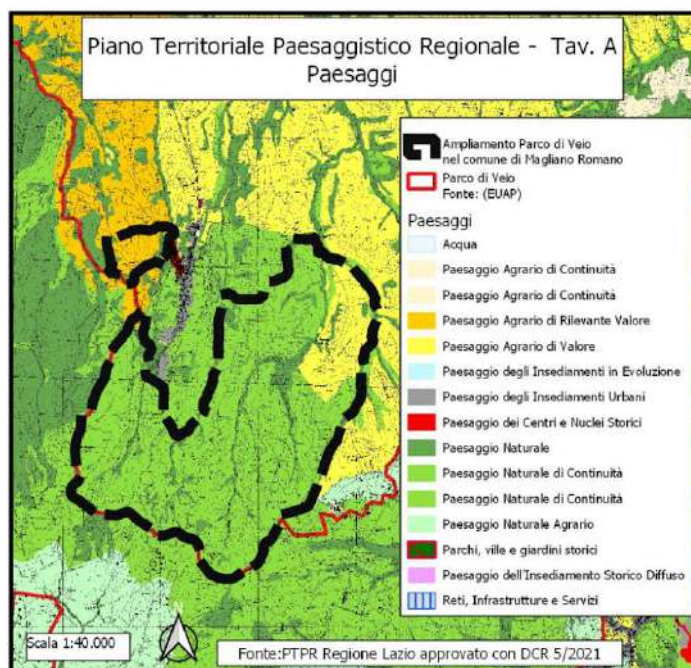 Piano Territoriale Paesaggistico Regionale - Tav. A
Paesaggi
Ampliamento Parco di Veio
nel comune di Magliano Romano
Parco di Veio
Fonte: (EUAP)
Paesaggi
Acqua
Paesaggio Agrario di Continuità
Paesaggio Agrario di Continuità
Paesaggio Agrario di Rilevante Valore
Paesaggio Agrario di Valore
Paesaggio degli Insediamenti in Evoluzione
Paesaggio degli Insediamenti Urbani
Paesaggio dei Centri e Nuclei Storici
Paesaggio Naturale
Paesaggio Naturale di Continuità
Paesaggio Naturale di Continuità
Paesaggio Naturale Agrario
Parchi, ville e giardini storici
Paesaggio dell'Insediamento Storico Diffuso
Reti, Infrastrutture e Servizi
N
Scala 1:40.000
Fonte:PTPR Regione Lazio approvato con DCR 5/2021